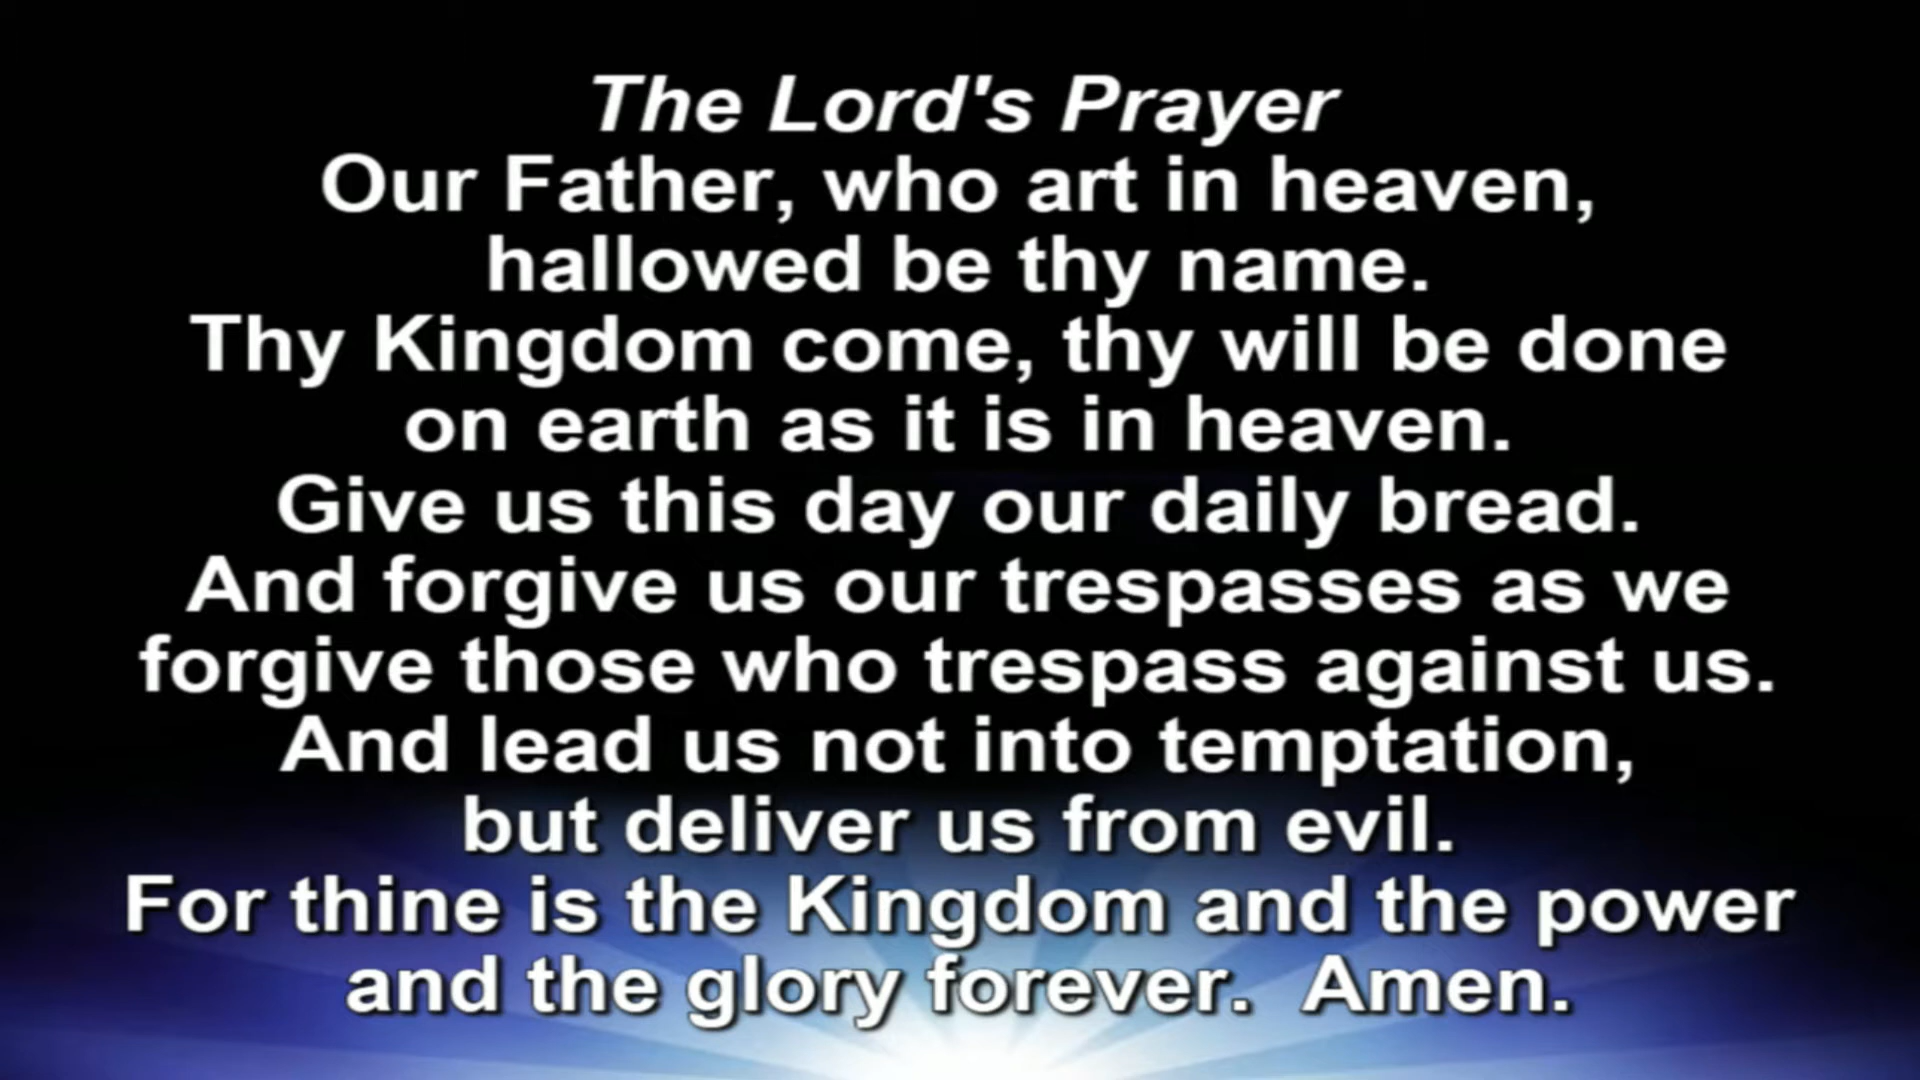 The Lord's Prayer
Our Father, who art in heaven,
hallowed be thy name.
Thy Kingdom come, thy will be done
on earth as it is in heaven.
Give us this day our daily bread.
And forgive us our trespasses as we
forgive those who trespass against us.
And lead us not into temptation,
but deliver us from evil.
For thine is the Kingdom and the power
and the glory forever.  Amen.